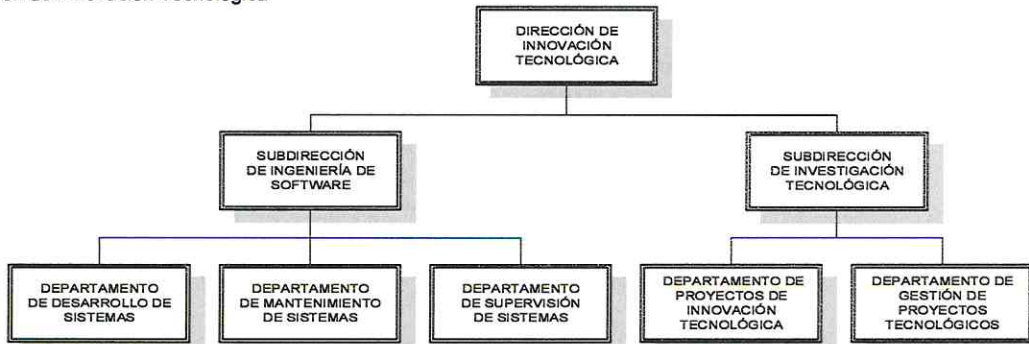 Tecnológica
DIRECCIÓN DE
INNOVACIÓN
TECNOLÓGICA
SUBDIRECCIÓN
DE INGENIERÍA DE
SOFTWARE
SUBDIRECCIÓN
DE INVESTIGACIÓN
TECNOLÓGICA
DEPARTAMENTO
DE DESARROLLO DE
SISTEMAS
DEPARTAMENTO
DE MANTENIMIENTO
DE SISTEMAS
DEPARTAMENTO
DE SUPERVISIÓN
DE SISTEMAS
DEPARTAMENTO DE
PROYECTOS DE
INNOVACIÓN
TECNOLÓGICA
DEPARTAMENTO DE
GESTIÓN DE
PROYECTOS
TECNOLÓGICOS